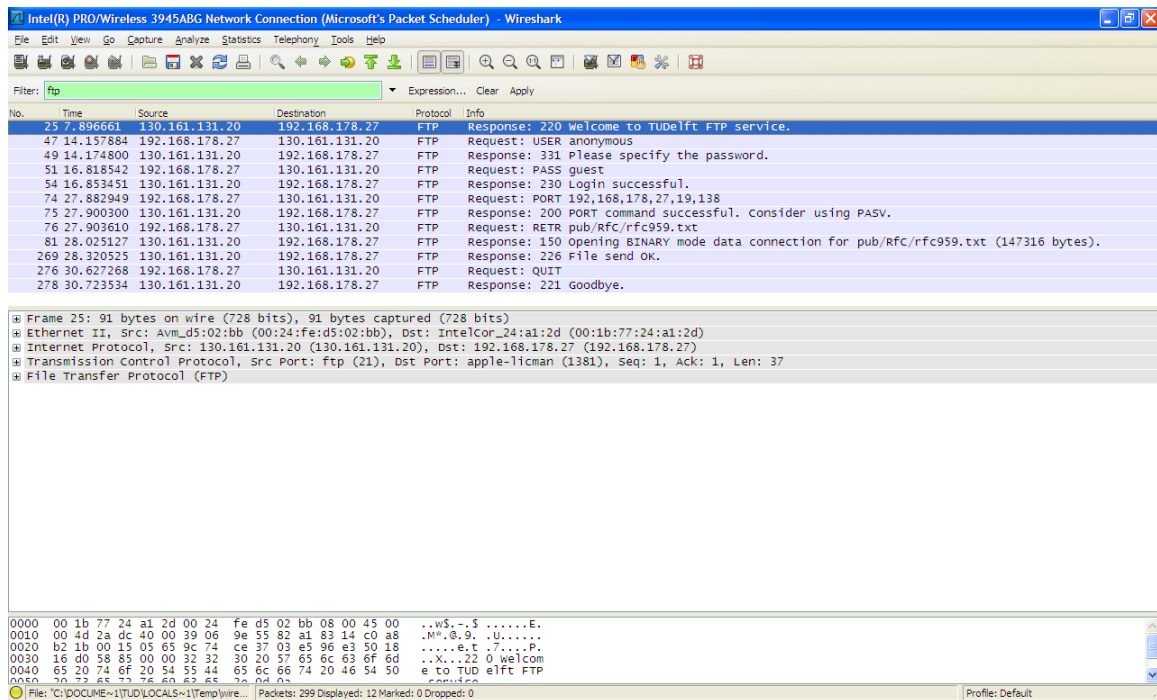 Intel(R) PRO/Wireless 3945ABG Network Connection (Microsoft's Packet Scheduler) - Wireshark
File Edit View Go Capture Analyze Statistics Telephony Tools Help
Filter: ftp Expression... Clear Apply
No. Time Source Destination Protocol Info
25 7.896661 130.161.131.20 192.168.178.27 FTP Response: 220 Welcome to TUDelft FTP service.
47 14.157884 192.168.178.27 130.161.131.20 FTP Request: USER anonymous
49 14.174800 130.161.131.20 192.168.178.27 FTP Response: 331 Please specify the password.
51 16.818542 192.168.178.27 130.161.131.20 FTP Request: PASS guest
54 16.853451 130.161.131.20 192.168.178.27 FTP Response: 230 Login successful.
74 27.882949 192.168.178.27 130.161.131.20 FTP Request: PORT 192,168,178,27,19,138
75 27.900300 130.161.131.20 192.168.178.27 FTP Response: 200 PORT command successful. Consider using PASV.
76 27.903610 192.168.178.27 130.161.131.20 FTP Request: RETR pub/Rfc/rfc959.txt
81 28.025127 130.161.131.20 192.168.178.27 FTP Response: 150 Opening BINARY mode data connection for pub/Rfc/rfc959.txt (147316 bytes).
269 28.320525 130.161.131.20 192.168.178.27 FTP Response: 226 File send OK.
276 30.627268 192.168.178.27 130.161.131.20 FTP Request: QUIT
278 30.723534 130.161.131.20 192.168.178.27 FTP Response: 221 Goodbye.
Frame 25: 91 bytes on wire (728 bits), 91 bytes captured (728 bits)
Ethernet II, Src: Avm_d5:02:bb (00:24:fe:d5:02:bb), Dst: IntelCor_24:a1:2d (00:1b:77:24:a1:2d)
Internet Protocol, Src: 130.161.131.20 (130.161.131.20), Dst: 192.168.178.27 (192.168.178.27)
Transmission Control Protocol, Src Port: ftp (21), Dst Port: apple-licman (1381), Seq: 1, Ack: 1, Len: 37
File Transfer Protocol (FTP)
0000 00 1b 77 24 a1 2d 00 24 fe d5 02 bb 08 00 45 00 ..w$.-.$ ......E.
0010 00 4d 2a dc 40 00 39 06 9e 55 82 a1 83 14 c0 a8 .M*.@.9. .U......
0020 b2 1b 00 15 05 65 9c 74 ce 37 03 e5 96 e3 50 18 .....e.t .7....P.
0030 16 d0 58 85 00 00 32 32 30 20 57 65 6c 63 6f 6d ..X...22 0 Welcom
0040 65 20 74 6f 20 54 55 44 65 6c 66 74 20 46 54 50 e to TUD elft FTP
0050 20 73 65 72 76 69 63 65 2e 0d 0a service
File: "C:\DOCUME~1\TUD\LOCALS~1\Temp\wire... Packets: 299 Displayed: 12 Marked: 0 Dropped: 0 Profile: Default